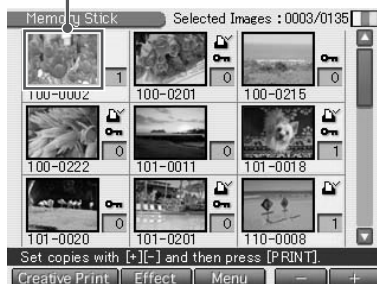 Memory Stick Selected Images : 0003/0135
1 0 0
100-0002 100-0201 100-0215
0 0 1
100-0222 101-0011 101-0018
0 0 1
101-0020 101-0201 110-0008
Set copies with [+][-] and then press [PRINT].
Creative Print Effect Menu − +